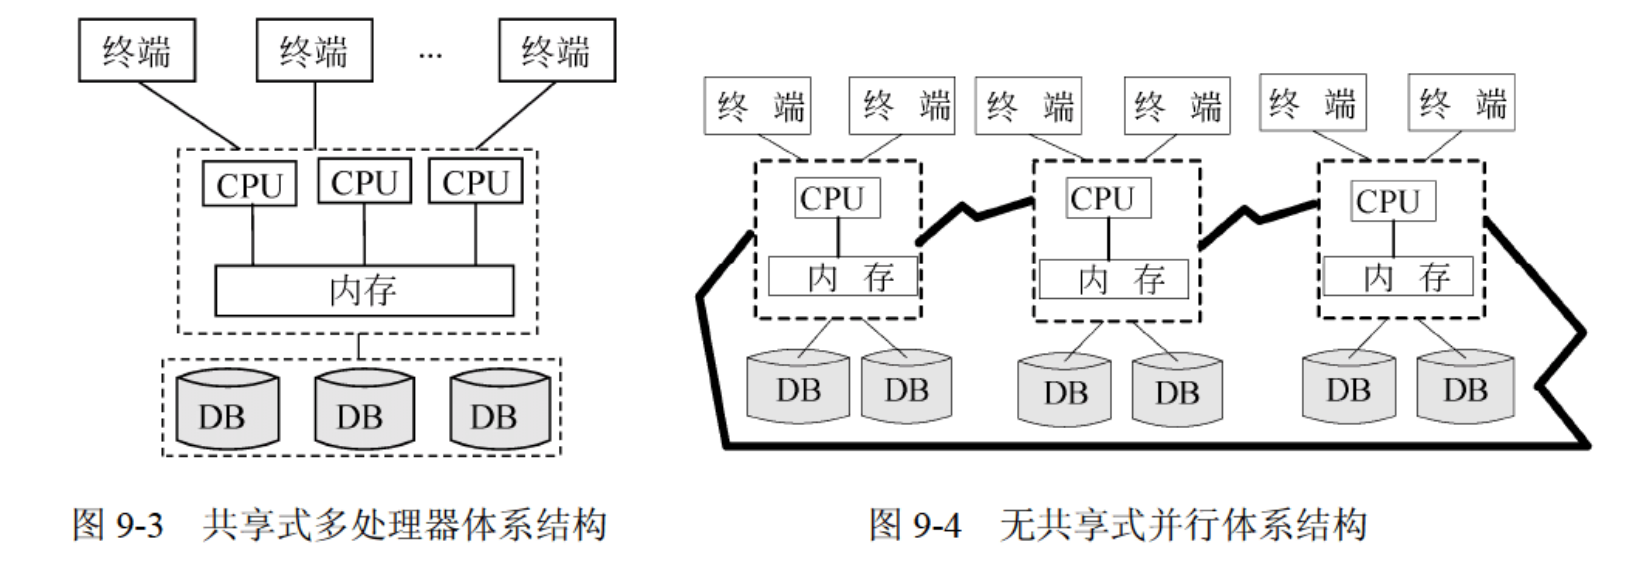 终端 终端 ... 终端
CPU CPU CPU
内存
DB DB DB
图 9-3 共享式多处理器体系结构
终 端 终 端 终 端 终 端 终 端 终 端
CPU CPU CPU
内 存 内 存 内 存
DB DB DB DB DB DB
图 9-4 无共享式并行体系结构